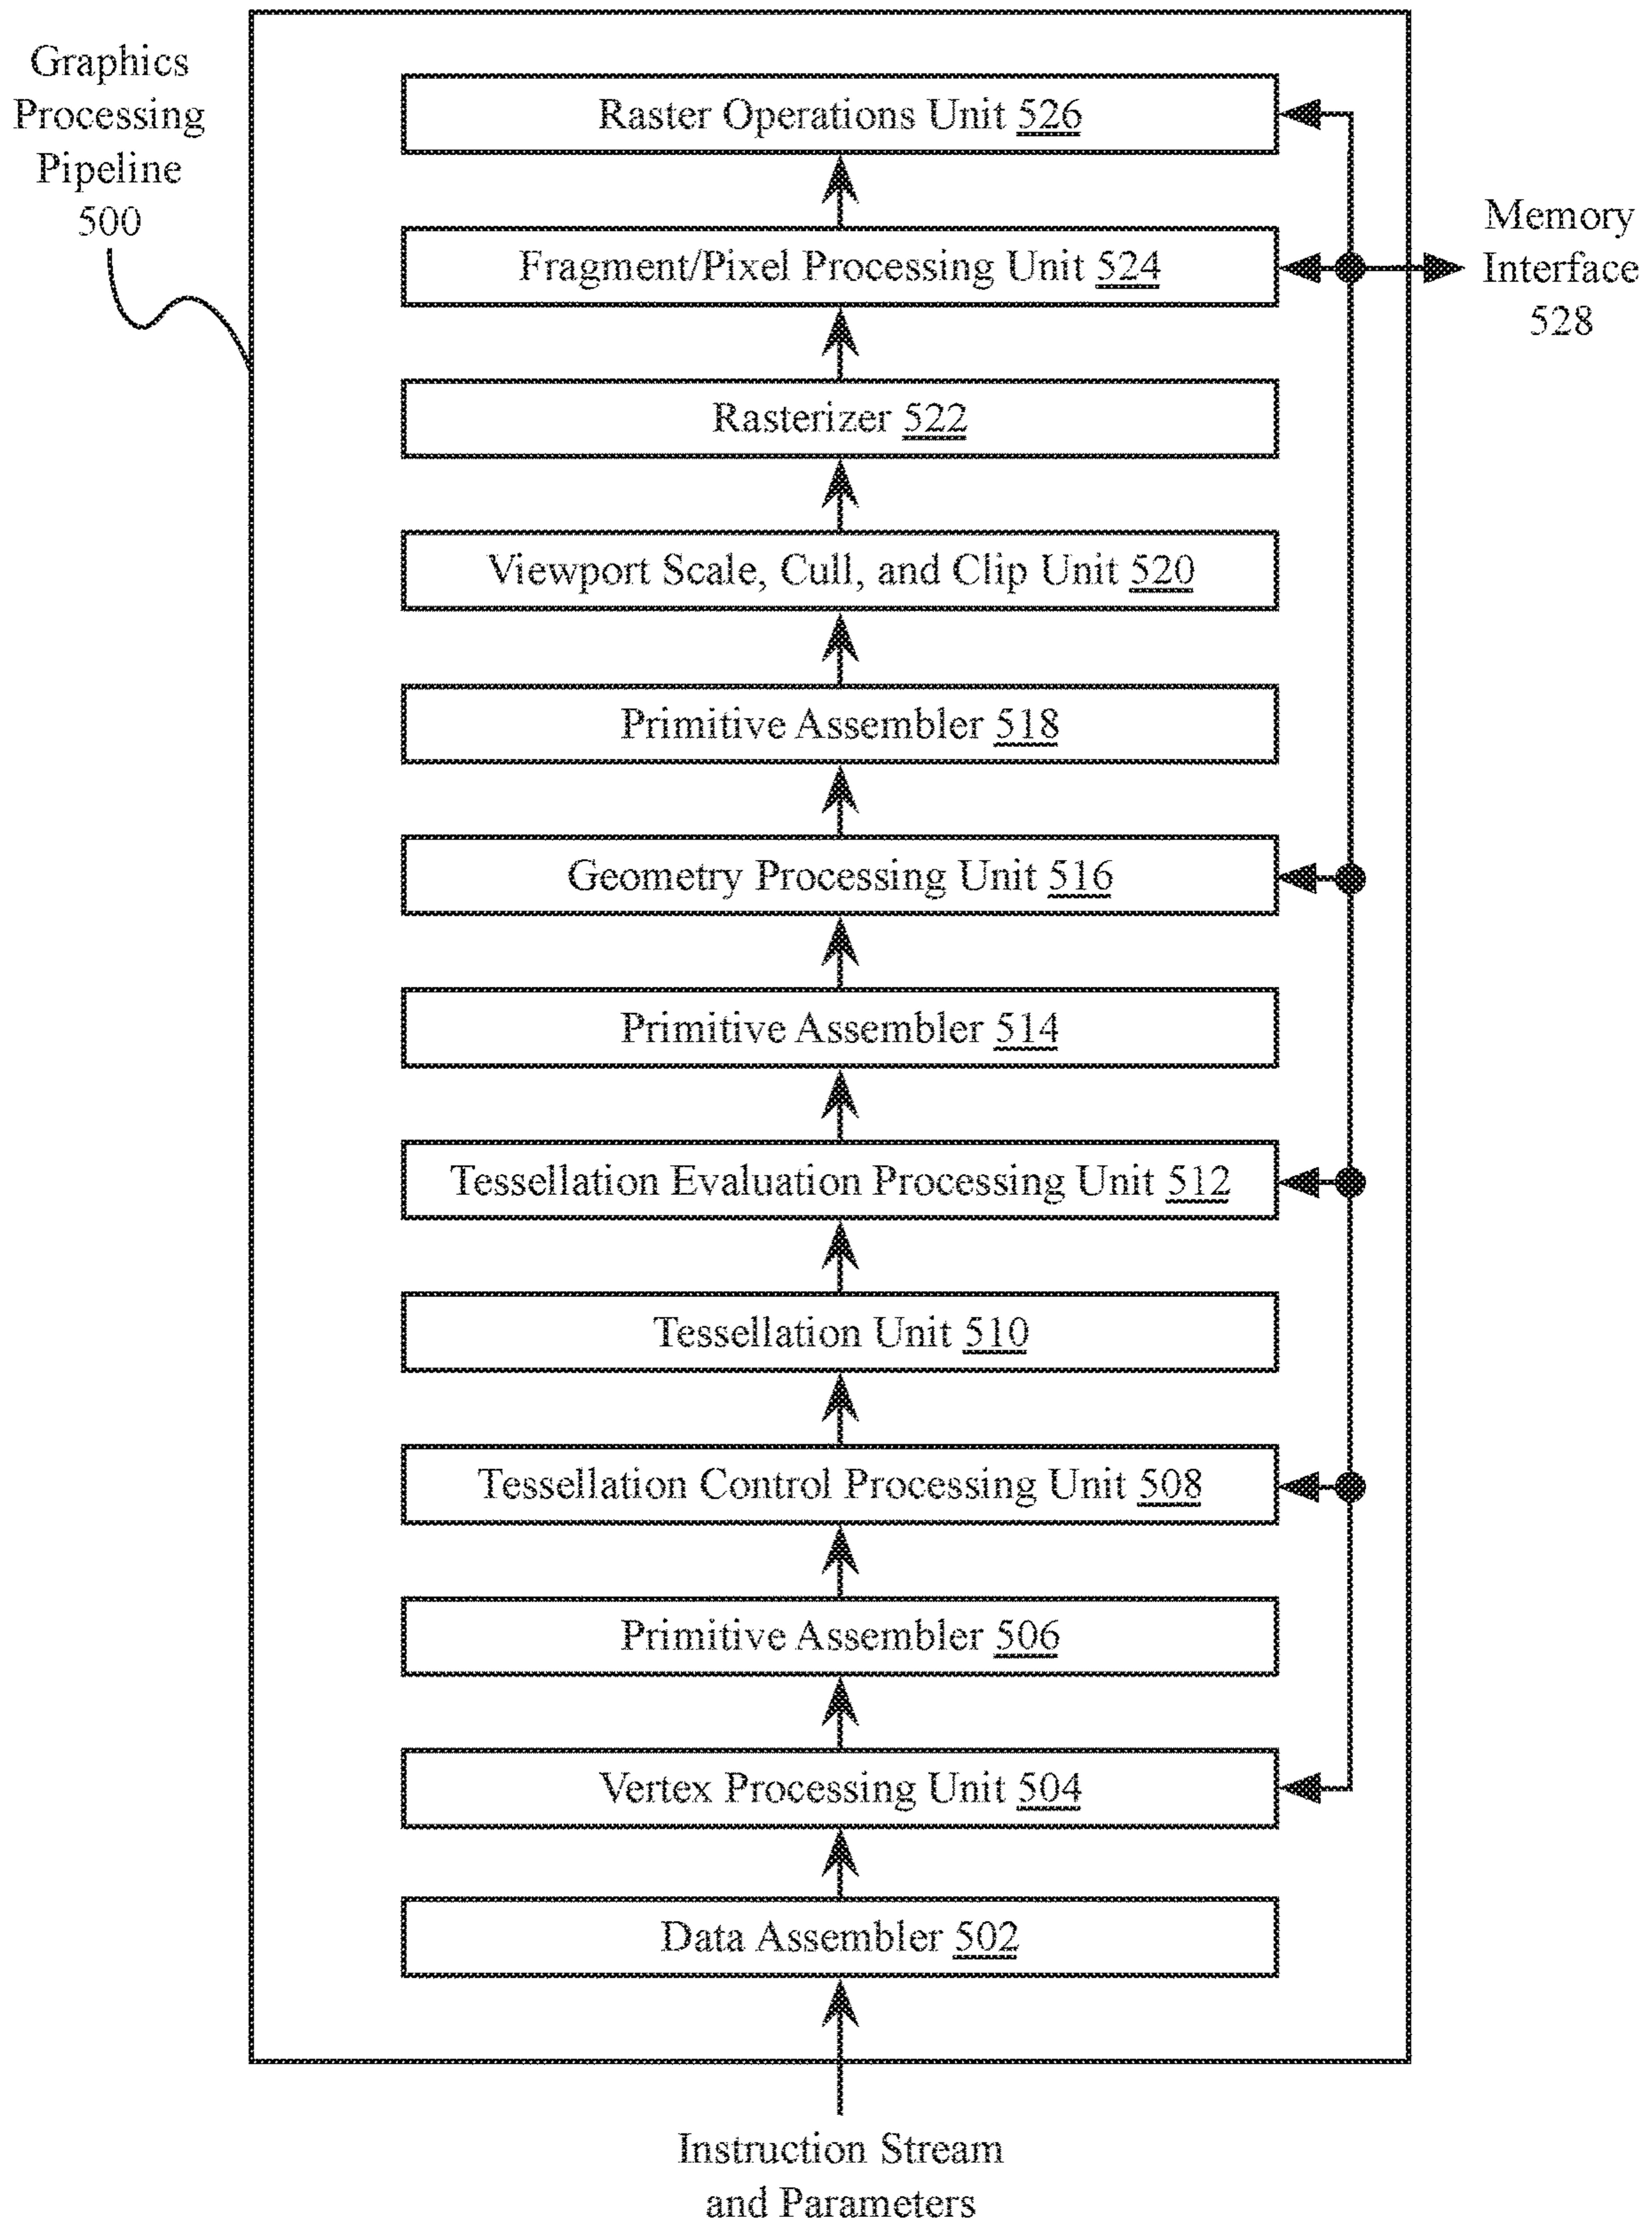 Graphics
Processing
Pipeline
500
Raster Operations Unit 526
Fragment/Pixel Processing Unit 524
Memory
Interface
528
Rasterizer 522
Viewport Scale, Cull, and Clip Unit 520
Primitive Assembler 518
Geometry Processing Unit 516
Primitive Assembler 514
Tessellation Evaluation Processing Unit 512
Tessellation Unit 510
Tessellation Control Processing Unit 508
Primitive Assembler 506
Vertex Processing Unit 504
Data Assembler 502
Instruction Stream
and Parameters